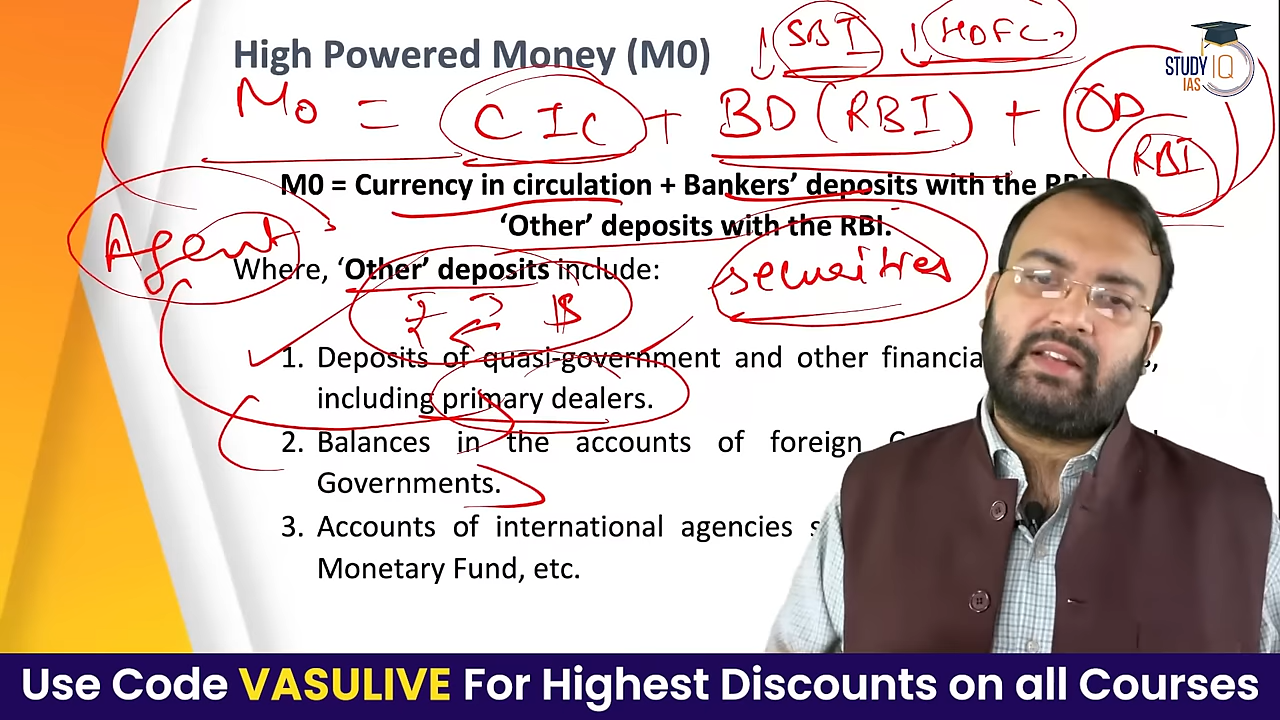 High Powered Money (M0)
SBI
HDFC
STUDY IQ
IAS
M0 = CIC + BD (RBI) + OD
RBI
M0 = Currency in circulation + Bankers’ deposits with the RBI
‘Other’ deposits with the RBI.
Agent
Where, ‘Other’ deposits include:
securities
₹ $
1. Deposits of quasi-government and other financia
including primary dealers.
2. Balances in the accounts of foreign C
Governments.
3. Accounts of international agencies s
Monetary Fund, etc.
Use Code VASULIVE For Highest Discounts on all Courses